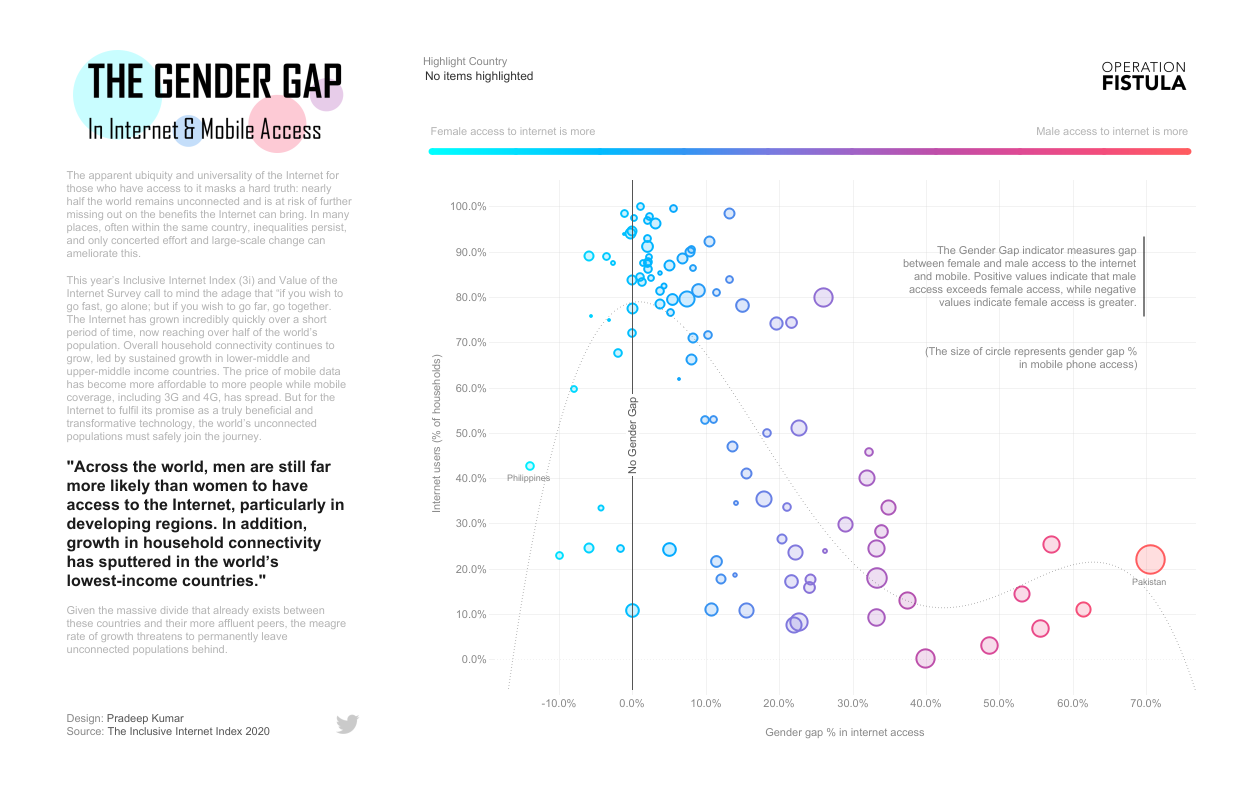 THE GENDER GAP
In Internet & Mobile Access
The apparent ubiquity and universality of the Internet for
those who have access to it masks a hard truth: nearly
half the world remains unconnected and is at risk of further
missing out on the benefits the Internet can bring. In many
places, often within the same country, inequalities persist,
and only concerted effort and large-scale change can
ameliorate this.
This year's Inclusive Internet Index (3i) and Value of the
Internet Survey call to mind the adage that “if you wish to
go fast, go alone; but if you wish to go far, go together.
The Internet has grown incredibly quickly over a short
period of time, now reaching over half of the world’s
population. Overall household connectivity continues to
grow, led by sustained growth in lower-middle and
upper-middle income countries. The price of mobile data
has become more affordable to more people while mobile
coverage, including 3G and 4G, has spread. But for the
Internet to fulfil its promise as a truly beneficial and
transformative technology, the world’s unconnected
populations must safely join the journey.
"Across the world, men are still far
more likely than women to have
access to the Internet, particularly in
developing regions. In addition,
growth in household connectivity
has sputtered in the world’s
lowest-income countries."
Given the massive divide that already exists between
these countries and their more affluent peers, the meagre
rate of growth threatens to permanently leave
unconnected populations behind.
Design: Pradeep Kumar
Source: The Inclusive Internet Index 2020
Highlight Country
No items highlighted
OPERATION
FISTULA
Female access to internet is more
Male access to internet is more
The Gender Gap indicator measures gap
between female and male access to the internet
and mobile. Positive values indicate that male
access exceeds female access, while negative
values indicate female access is greater.
(The size of circle represents gender gap %
in mobile phone access)
Internet users (% of households)
100.0%
90.0%
80.0%
70.0%
60.0%
50.0%
40.0%
30.0%
20.0%
10.0%
0.0%
No Gender Gap
Philippines
Pakistan
-10.0%
0.0%
10.0%
20.0%
30.0%
40.0%
50.0%
60.0%
70.0%
Gender gap % in internet access